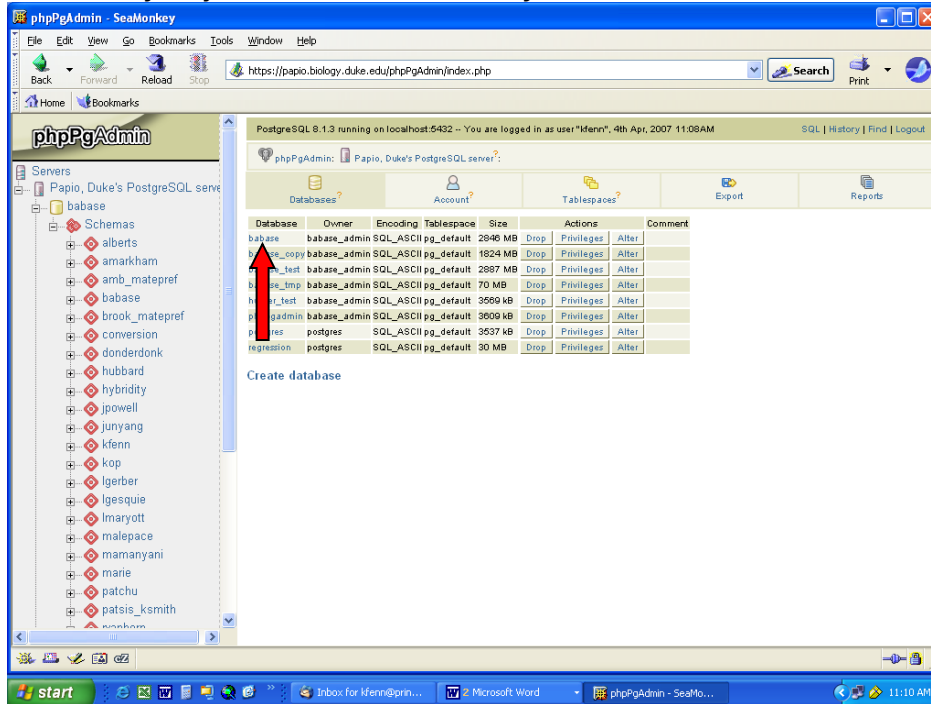 phpPgAdmin - SeaMonkey
File Edit View Go Bookmarks Tools Window Help
Back Forward Reload Stop https://papio.biology.duke.edu/phpPgAdmin/index.php Search Print
Home Bookmarks
phpPgAdmin
Servers
Papio, Duke's PostgreSQL serve
babase
Schemas
alberts
amarkham
amb_matepref
babase
brook_matepref
conversion
donderdonk
hubbard
hybridity
jpowell
junyang
kfenn
kop
lgerber
lgesquie
lmaryott
malepace
mamanyani
marie
patchu
patsis_ksmith
PostgreSQL 8.1.3 running on localhost:5432 -- You are logged in as user "kfenn", 4th Apr, 2007 11:08AM SQL | History | Find | Logout
phpPgAdmin: Papio, Duke's PostgreSQL server?:
Databases? Account? Tablespaces? Export Reports
Database Owner Encoding Tablespace Size Actions Comment
babase babase_admin SQL_ASCII pg_default 2846 MB Drop Privileges Alter
babase_copy babase_admin SQL_ASCII pg_default 1824 MB Drop Privileges Alter
babase_test babase_admin SQL_ASCII pg_default 2887 MB Drop Privileges Alter
babase_tmp babase_admin SQL_ASCII pg_default 70 MB Drop Privileges Alter
babase_admin SQL_ASCII pg_default 3569 kB Drop Privileges Alter
phppgadmin babase_admin SQL_ASCII pg_default 3609 kB Drop Privileges Alter
postgres postgres SQL_ASCII pg_default 3537 kB Drop Privileges Alter
regression postgres SQL_ASCII pg_default 30 MB Drop Privileges Alter
Create database
start Inbox for kfenn@prin... 2 Microsoft Word phpPgAdmin - SeaMo... 11:10 AM